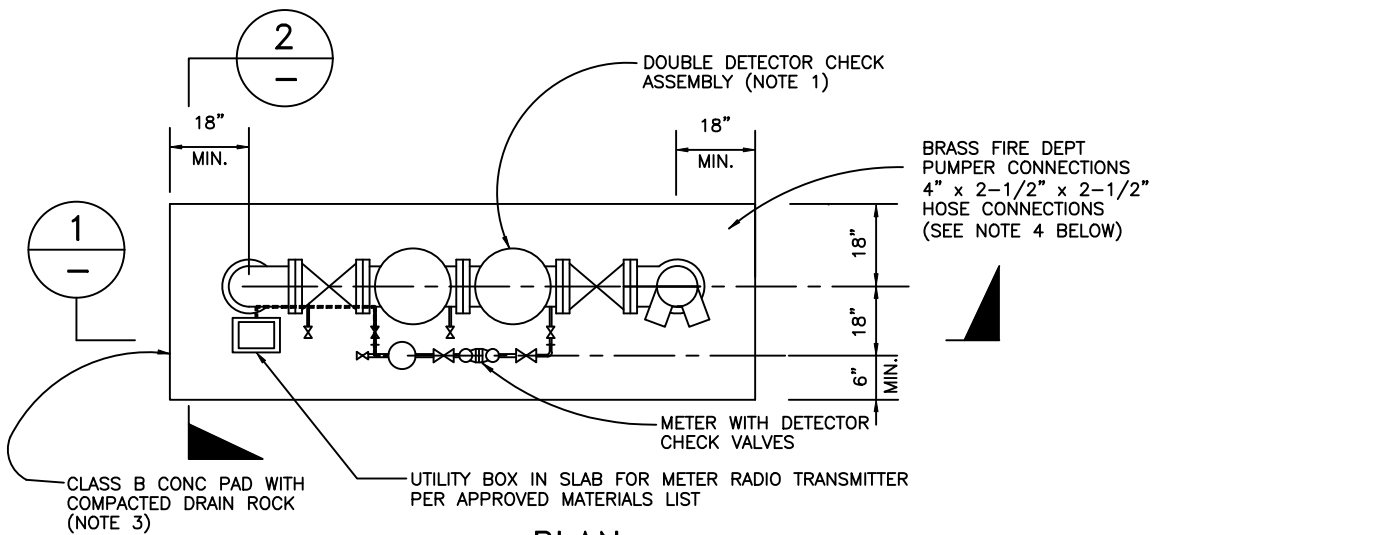 2
–
DOUBLE DETECTOR CHECK
ASSEMBLY (NOTE 1)
18"
MIN.
18"
MIN.
BRASS FIRE DEPT
PUMPER CONNECTIONS
4" x 2-1/2" x 2-1/2"
HOSE CONNECTIONS
(SEE NOTE 4 BELOW)
1
–
18"
18"
6"
MIN.
METER WITH DETECTOR
CHECK VALVES
CLASS B CONC PAD WITH
COMPACTED DRAIN ROCK
(NOTE 3)
UTILITY BOX IN SLAB FOR METER RADIO TRANSMITTER
PER APPROVED MATERIALS LIST
PLAN